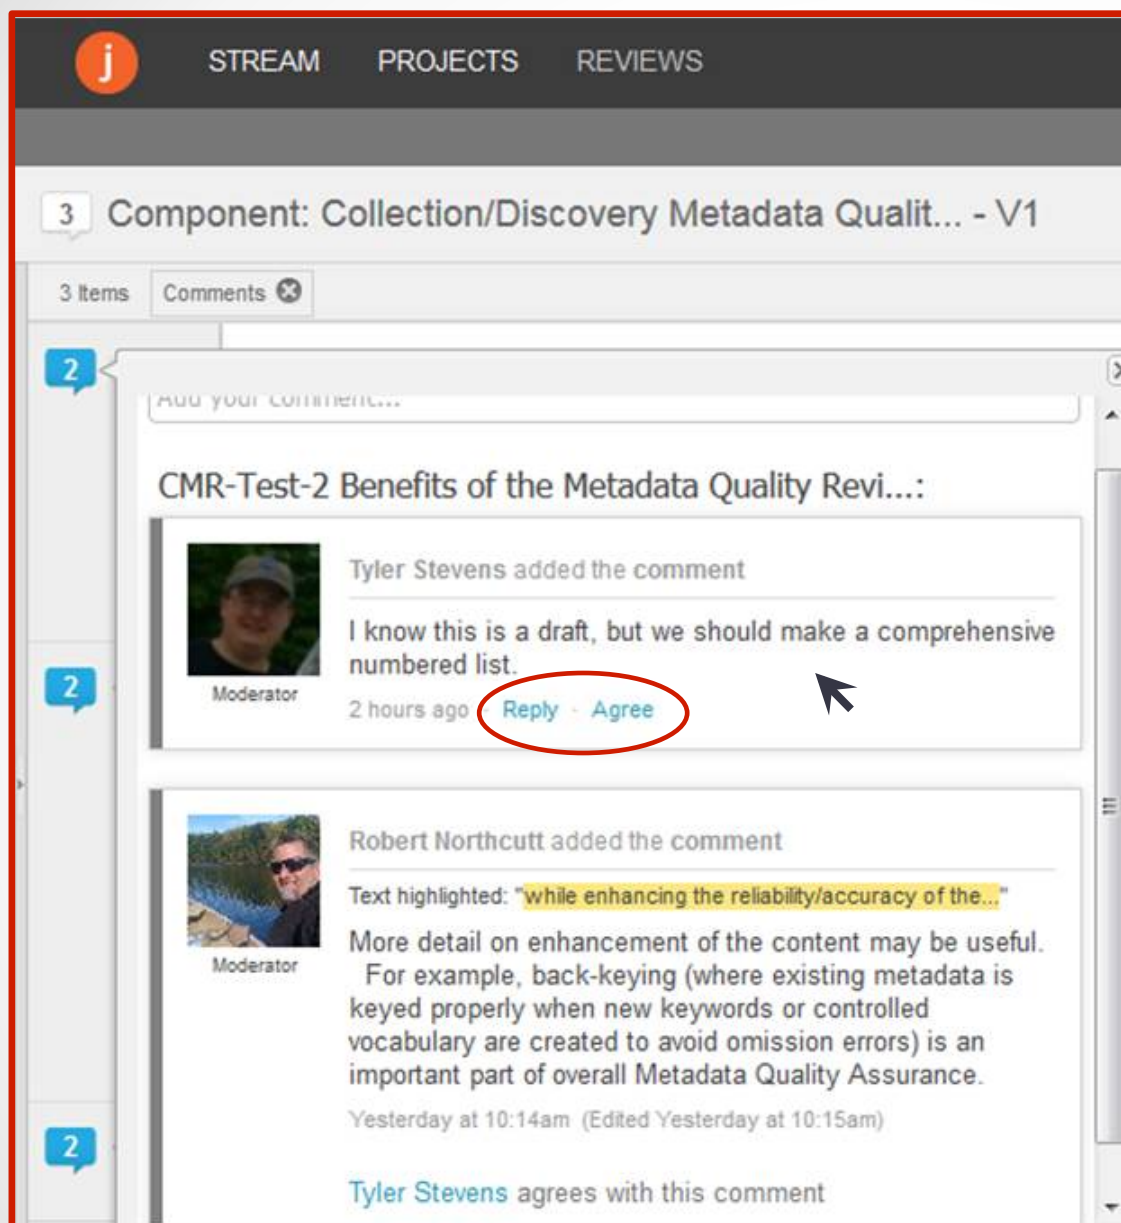 j STREAM PROJECTS REVIEWS
3 Component: Collection/Discovery Metadata Qualit... - V1
3 Items Comments
2
Add your comment...
CMR-Test-2 Benefits of the Metadata Quality Revi...:
Tyler Stevens added the comment
I know this is a draft, but we should make a comprehensive
numbered list.
Moderator
2 hours ago · Reply · Agree
2
Robert Northcutt added the comment
Text highlighted: "while enhancing the reliability/accuracy of the..."
More detail on enhancement of the content may be useful.
For example, back-keying (where existing metadata is
keyed properly when new keywords or controlled
vocabulary are created to avoid omission errors) is an
important part of overall Metadata Quality Assurance.
Moderator
Yesterday at 10:14am (Edited Yesterday at 10:15am)
2
Tyler Stevens agrees with this comment